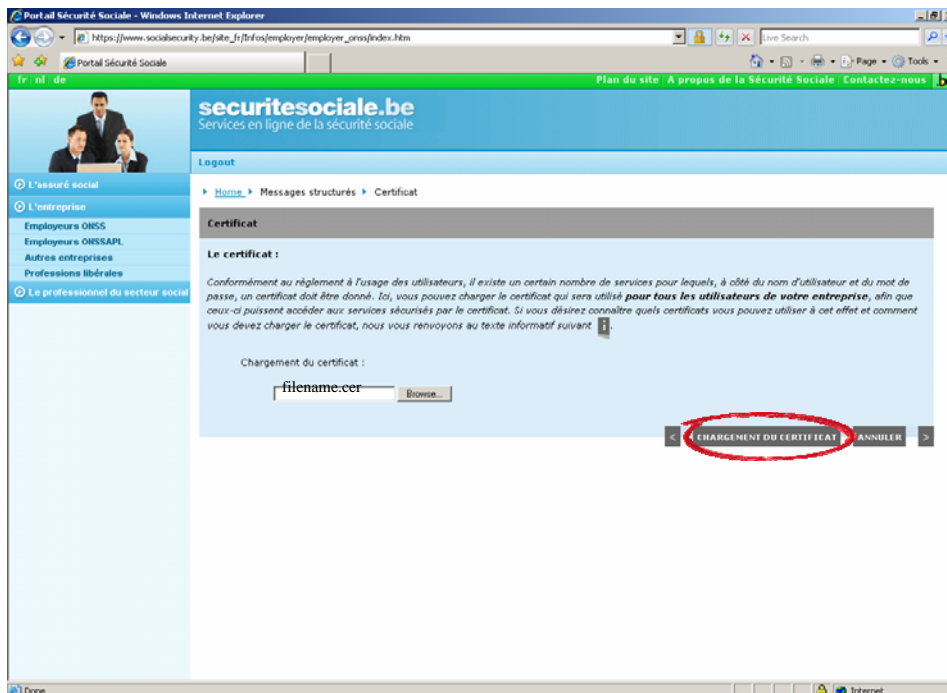 Portail Sécurité Sociale - Windows Internet Explorer
https://www.socialsecurity.be/site_fr/Infos/employer/employer_onss/index.htm
Live Search
Portail Sécurité Sociale
Page
Tools
fr nl de
Plan du site A propos de la Sécurité Sociale Contactez-nous
securitesociale.be
Services en ligne de la sécurité sociale
Logout
L'assuré social
L'entreprise
Employeurs ONSS
Employeurs ONSSAPL
Autres entreprises
Professions libérales
Le professionnel du secteur social
Home Messages structurés Certificat
Certificat
Le certificat :
Conformément au règlement à l'usage des utilisateurs, il existe un certain nombre de services pour lequels, à côté du nom d'utilisateur et du mot de
passe, un certificat doit être donné. Ici, vous pouvez charger le certificat qui sera utilisé pour tous les utilisateurs de votre entreprise, afin que
ceux-ci puissent accéder aux services sécurisés par le certificat. Si vous désirez connaître quels certificats vous pouvez utiliser à cet effet et comment
vous devez charger le certificat, nous vous renvoyons au texte informatif suivant i .
Chargement du certificat :
filename.cer
Browse...
< CHARGEMENT DU CERTIFICAT ANNULER >
Done
Internet